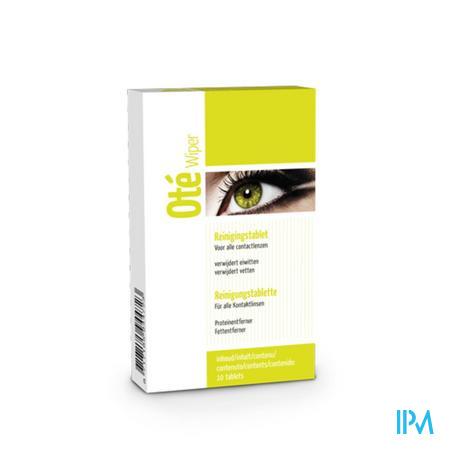 Oté Wiper
Reinigingstablet
Voor alle contactlenzen
verwijdert eiwitten
verwijdert vetten
Reinigungstablette
Für alle Kontaktlinsen
Proteinentferner
Fettentferner
inhoud/inhalt/contenu/
contenuto/contents/contenido
10 tablets
IPM